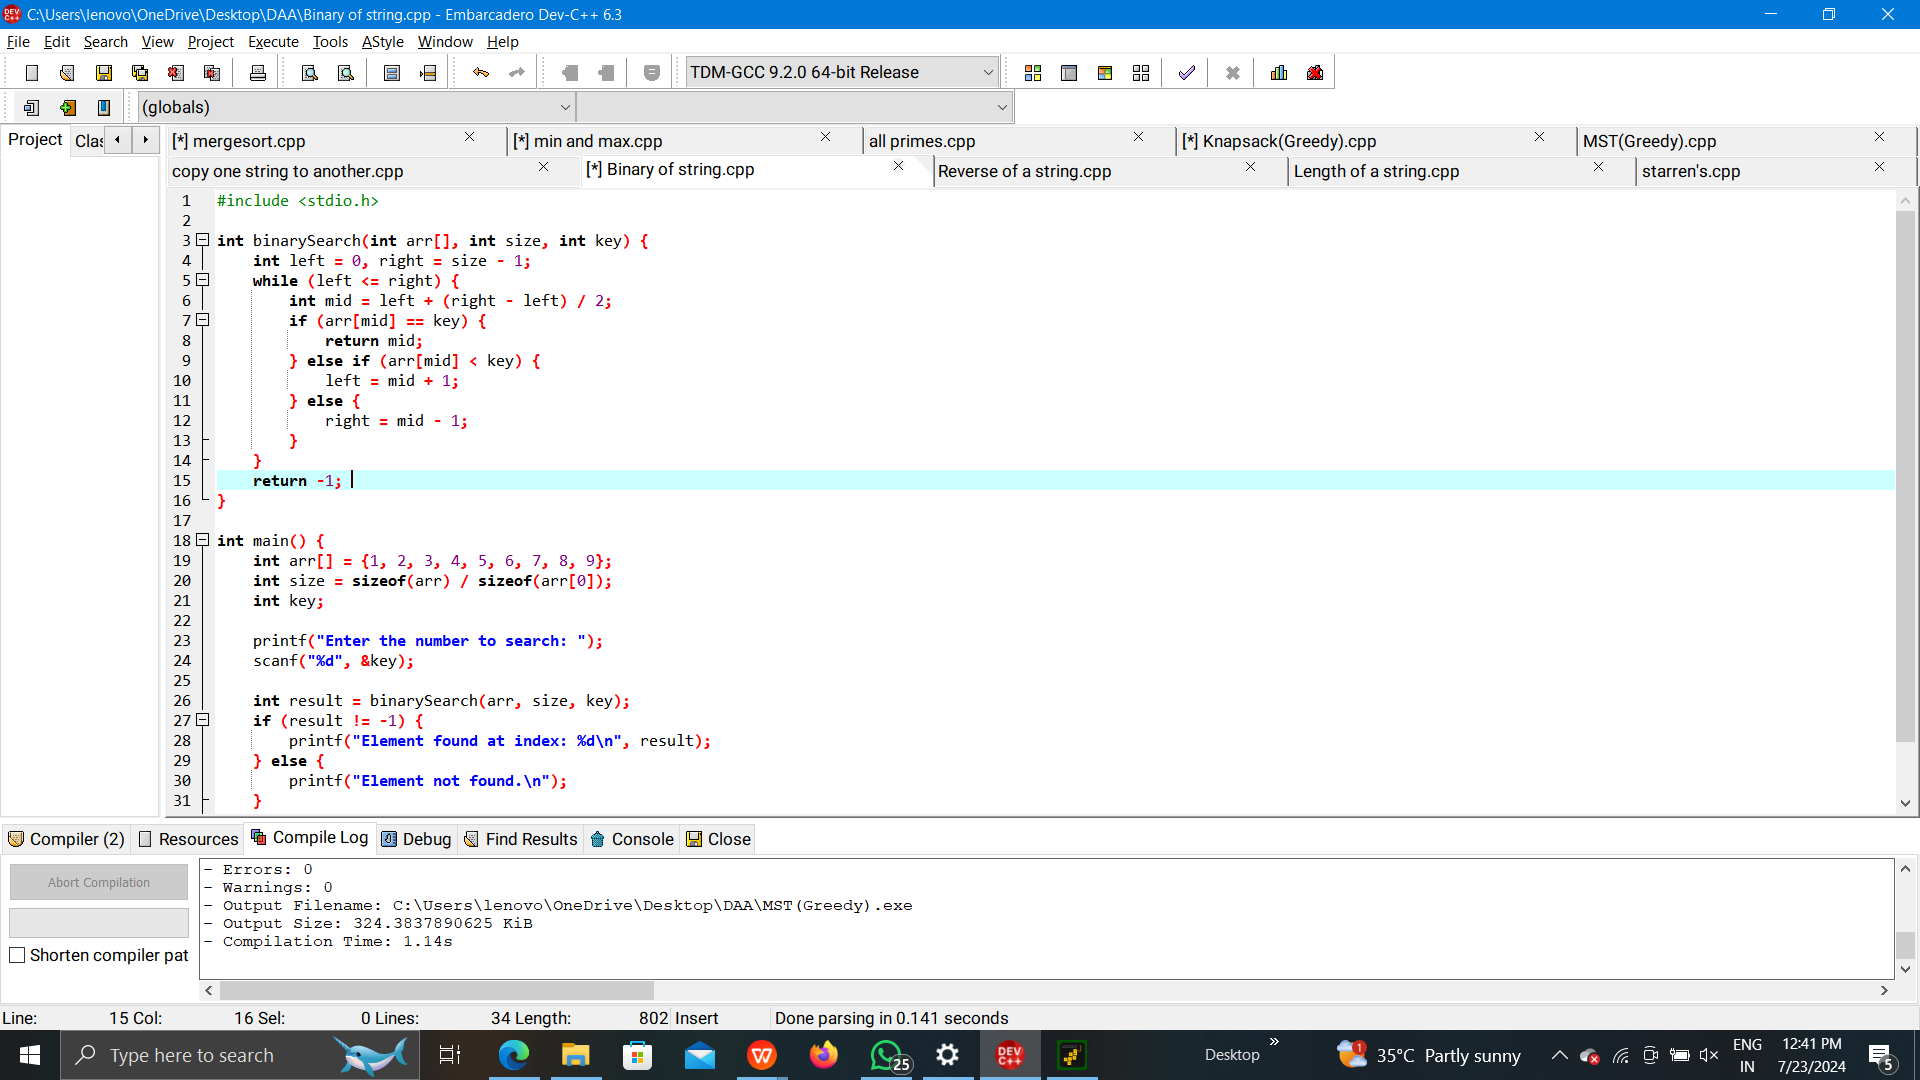 C:\Users\lenovo\OneDrive\Desktop\DAA\Binary of string.cpp - Embarcadero Dev-C++ 6.3
File Edit Search View Project Execute Tools AStyle Window Help
TDM-GCC 9.2.0 64-bit Release
(globals)
Project Clas
[*] mergesort.cpp [*] min and max.cpp all primes.cpp [*] Knapsack(Greedy).cpp MST(Greedy).cpp
copy one string to another.cpp [*] Binary of string.cpp Reverse of a string.cpp Length of a string.cpp starren's.cpp
1 #include <stdio.h>
2
3 int binarySearch(int arr[], int size, int key) {
4     int left = 0, right = size - 1;
5     while (left <= right) {
6         int mid = left + (right - left) / 2;
7         if (arr[mid] == key) {
8             return mid;
9         } else if (arr[mid] < key) {
10             left = mid + 1;
11         } else {
12             right = mid - 1;
13         }
14     }
15     return -1;
16 }
17
18 int main() {
19     int arr[] = {1, 2, 3, 4, 5, 6, 7, 8, 9};
20     int size = sizeof(arr) / sizeof(arr[0]);
21     int key;
22
23     printf("Enter the number to search: ");
24     scanf("%d", &key);
25
26     int result = binarySearch(arr, size, key);
27     if (result != -1) {
28         printf("Element found at index: %d\n", result);
29     } else {
30         printf("Element not found.\n");
31     }
Compiler (2) Resources Compile Log Debug Find Results Console Close
Abort Compilation
Shorten compiler pat
- Errors: 0
- Warnings: 0
- Output Filename: C:\Users\lenovo\OneDrive\Desktop\DAA\MST(Greedy).exe
- Output Size: 324.3837890625 KiB
- Compilation Time: 1.14s
Line: 15 Col: 16 Sel: 0 Lines: 34 Length: 802 Insert Done parsing in 0.141 seconds
Type here to search
25
DEV C++
Desktop
1
35°C Partly sunny
ENG
IN
12:41 PM
7/23/2024
5